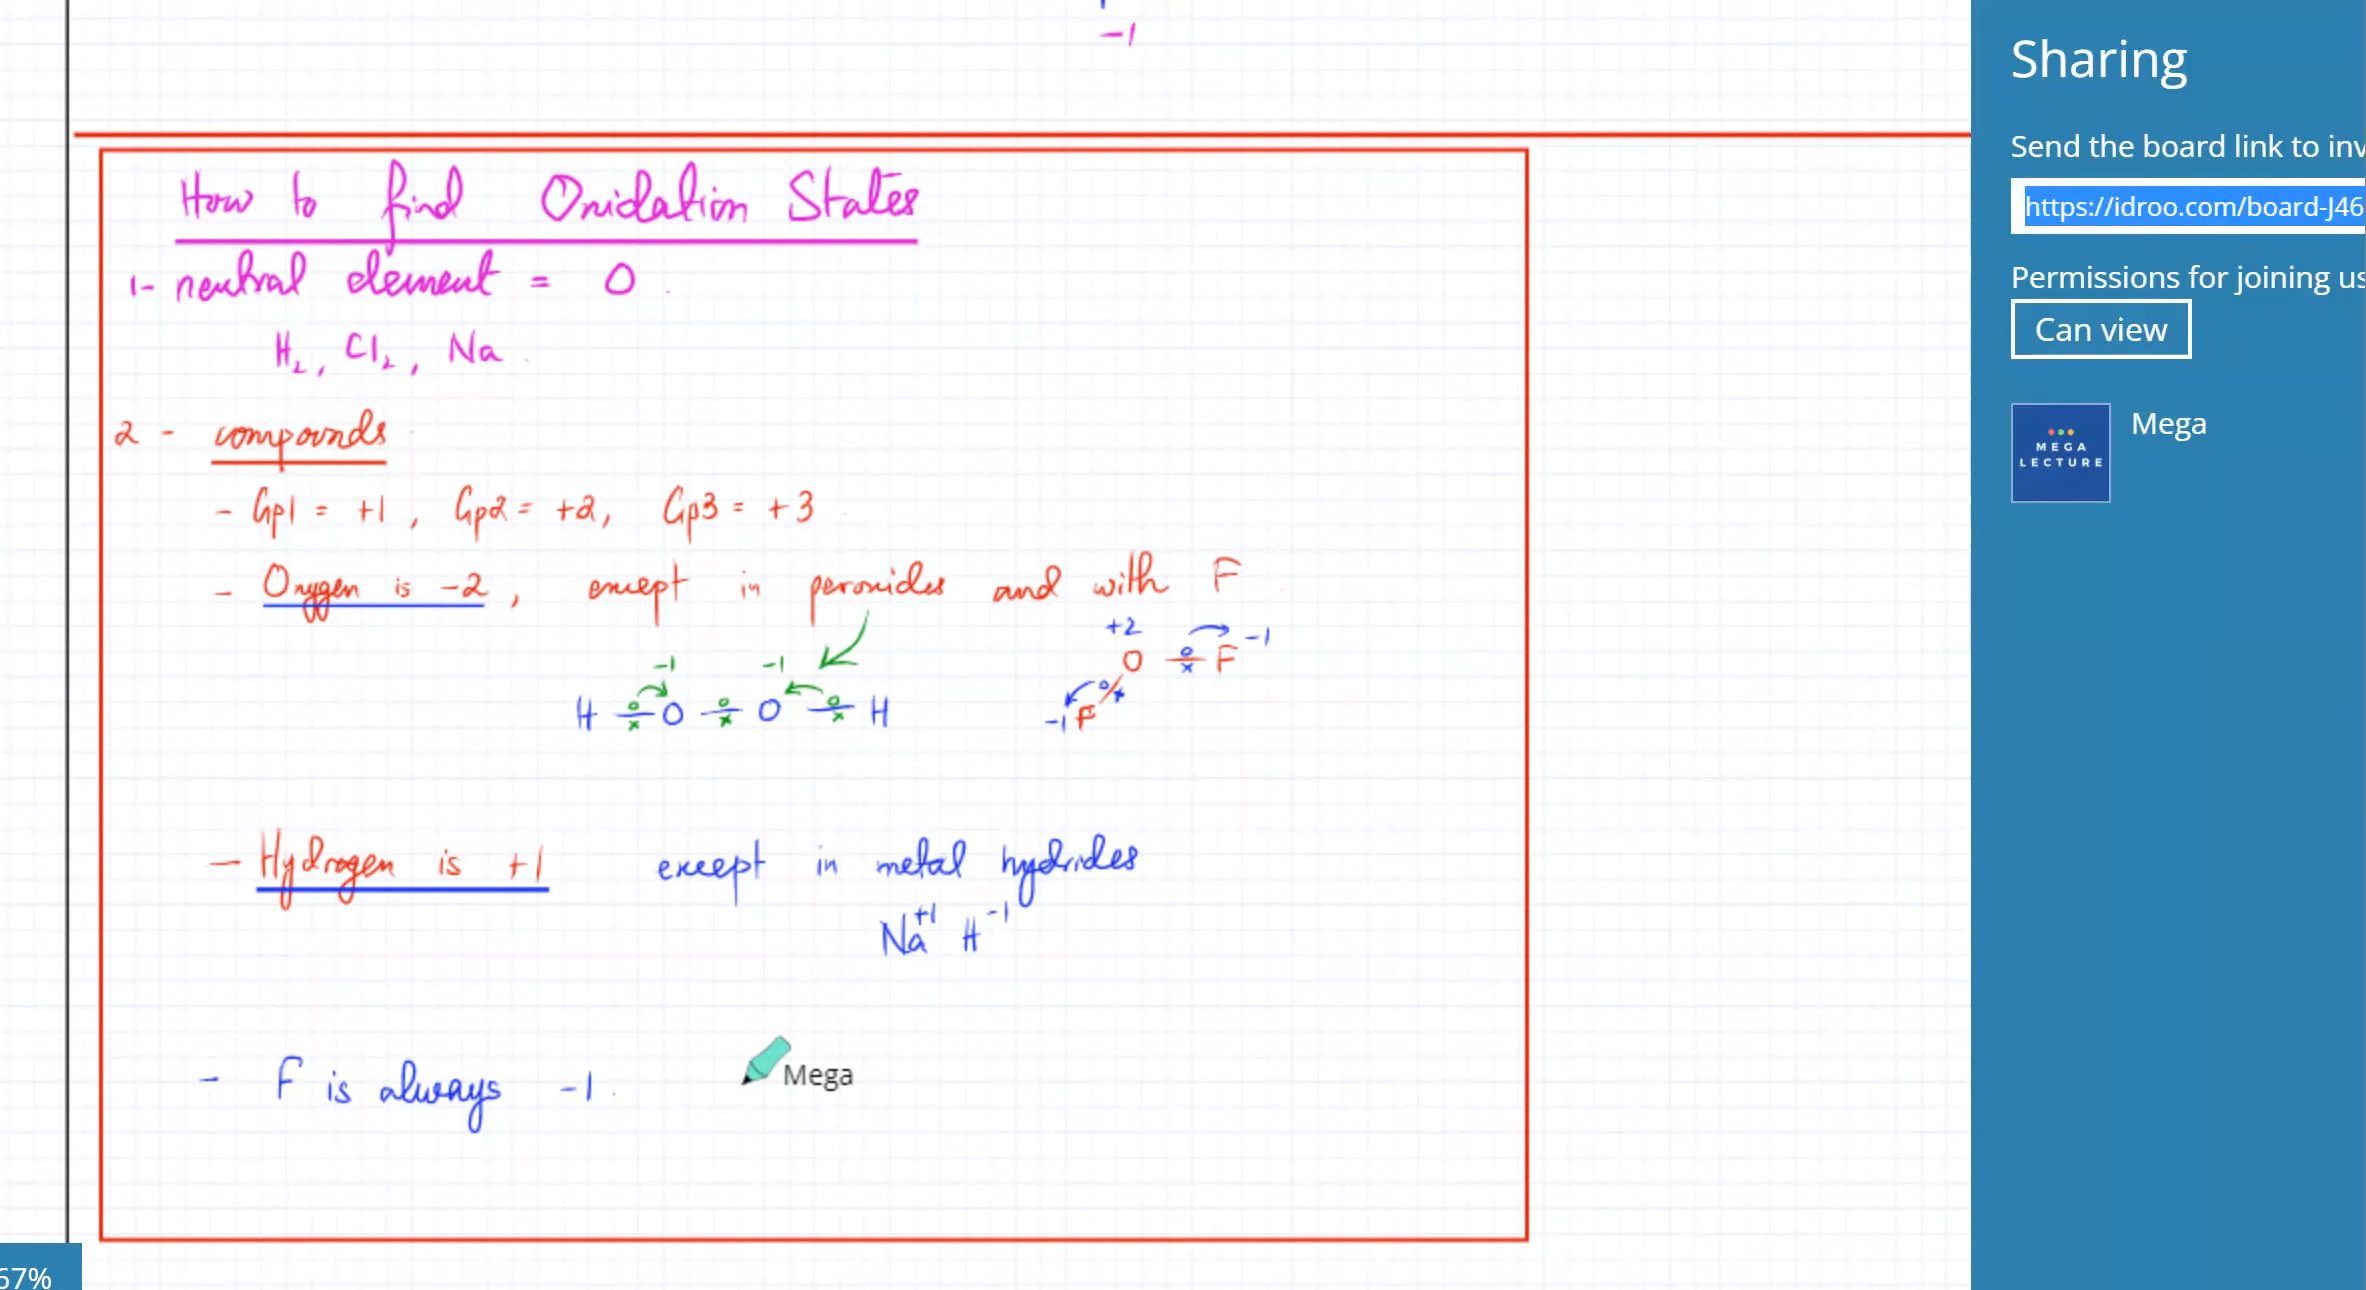 -1
How to find Oxidation States
1- neutral element = 0
H₂, Cl₂, Na
2 - compounds
- Gp1 = +1, Gp2 = +2, Gp3 = +3
- Oxygen is -2, except in peroxides and with F
+2 -1
-1 -1 O F
H O O H -1 F
- Hydrogen is +1 except in metal hydrides
Na⁺¹ H⁻¹
- F is always -1
Mega
67%
Sharing
Send the board link to inv
https://idroo.com/board-J46
Permissions for joining us
Can view
MEGA
LECTURE
Mega